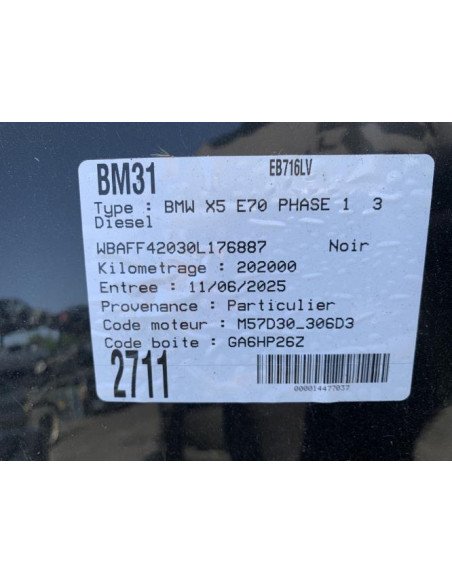 BM31 EB716LV
Type : BMW X5 E70 PHASE 1 3
Diesel
WBAFF42030L176887 Noir
Kilometrage : 202000
Entree : 11/06/2025
Provenance : Particulier
Code moteur : M57D30_306D3
Code boite : GA6HP26Z
2711
000014477037